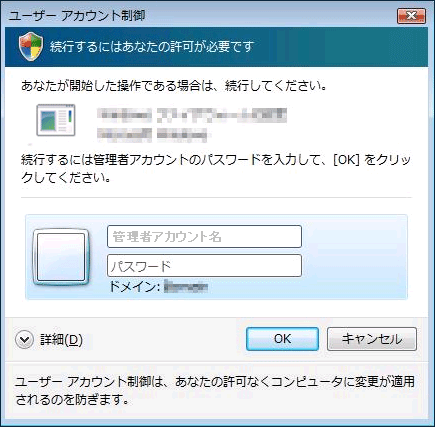 ユーザー アカウント制御
続行するにはあなたの許可が必要です
あなたが開始した操作である場合は、続行してください。
続行するには管理者アカウントのパスワードを入力して、[OK] をクリッ
クしてください。
管理者アカウント名
パスワード
ドメイン:
詳細(D)
OK
キャンセル
ユーザー アカウント制御は、あなたの許可なくコンピュータに変更が適用
されるのを防ぎます。